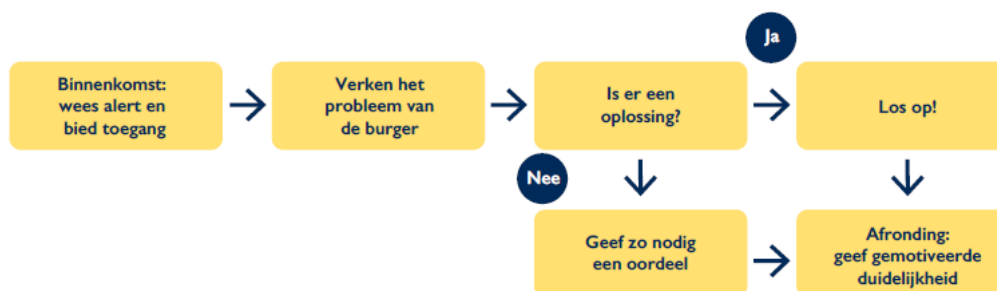 Binnenkomst:
wees alert en
bied toegang
Verken het
probleem van
de burger
Is er een
oplossing?
Ja
Los op!
Nee
Geef zo nodig
een oordeel
Afronding:
geef gemotiveerde
duidelijkheid